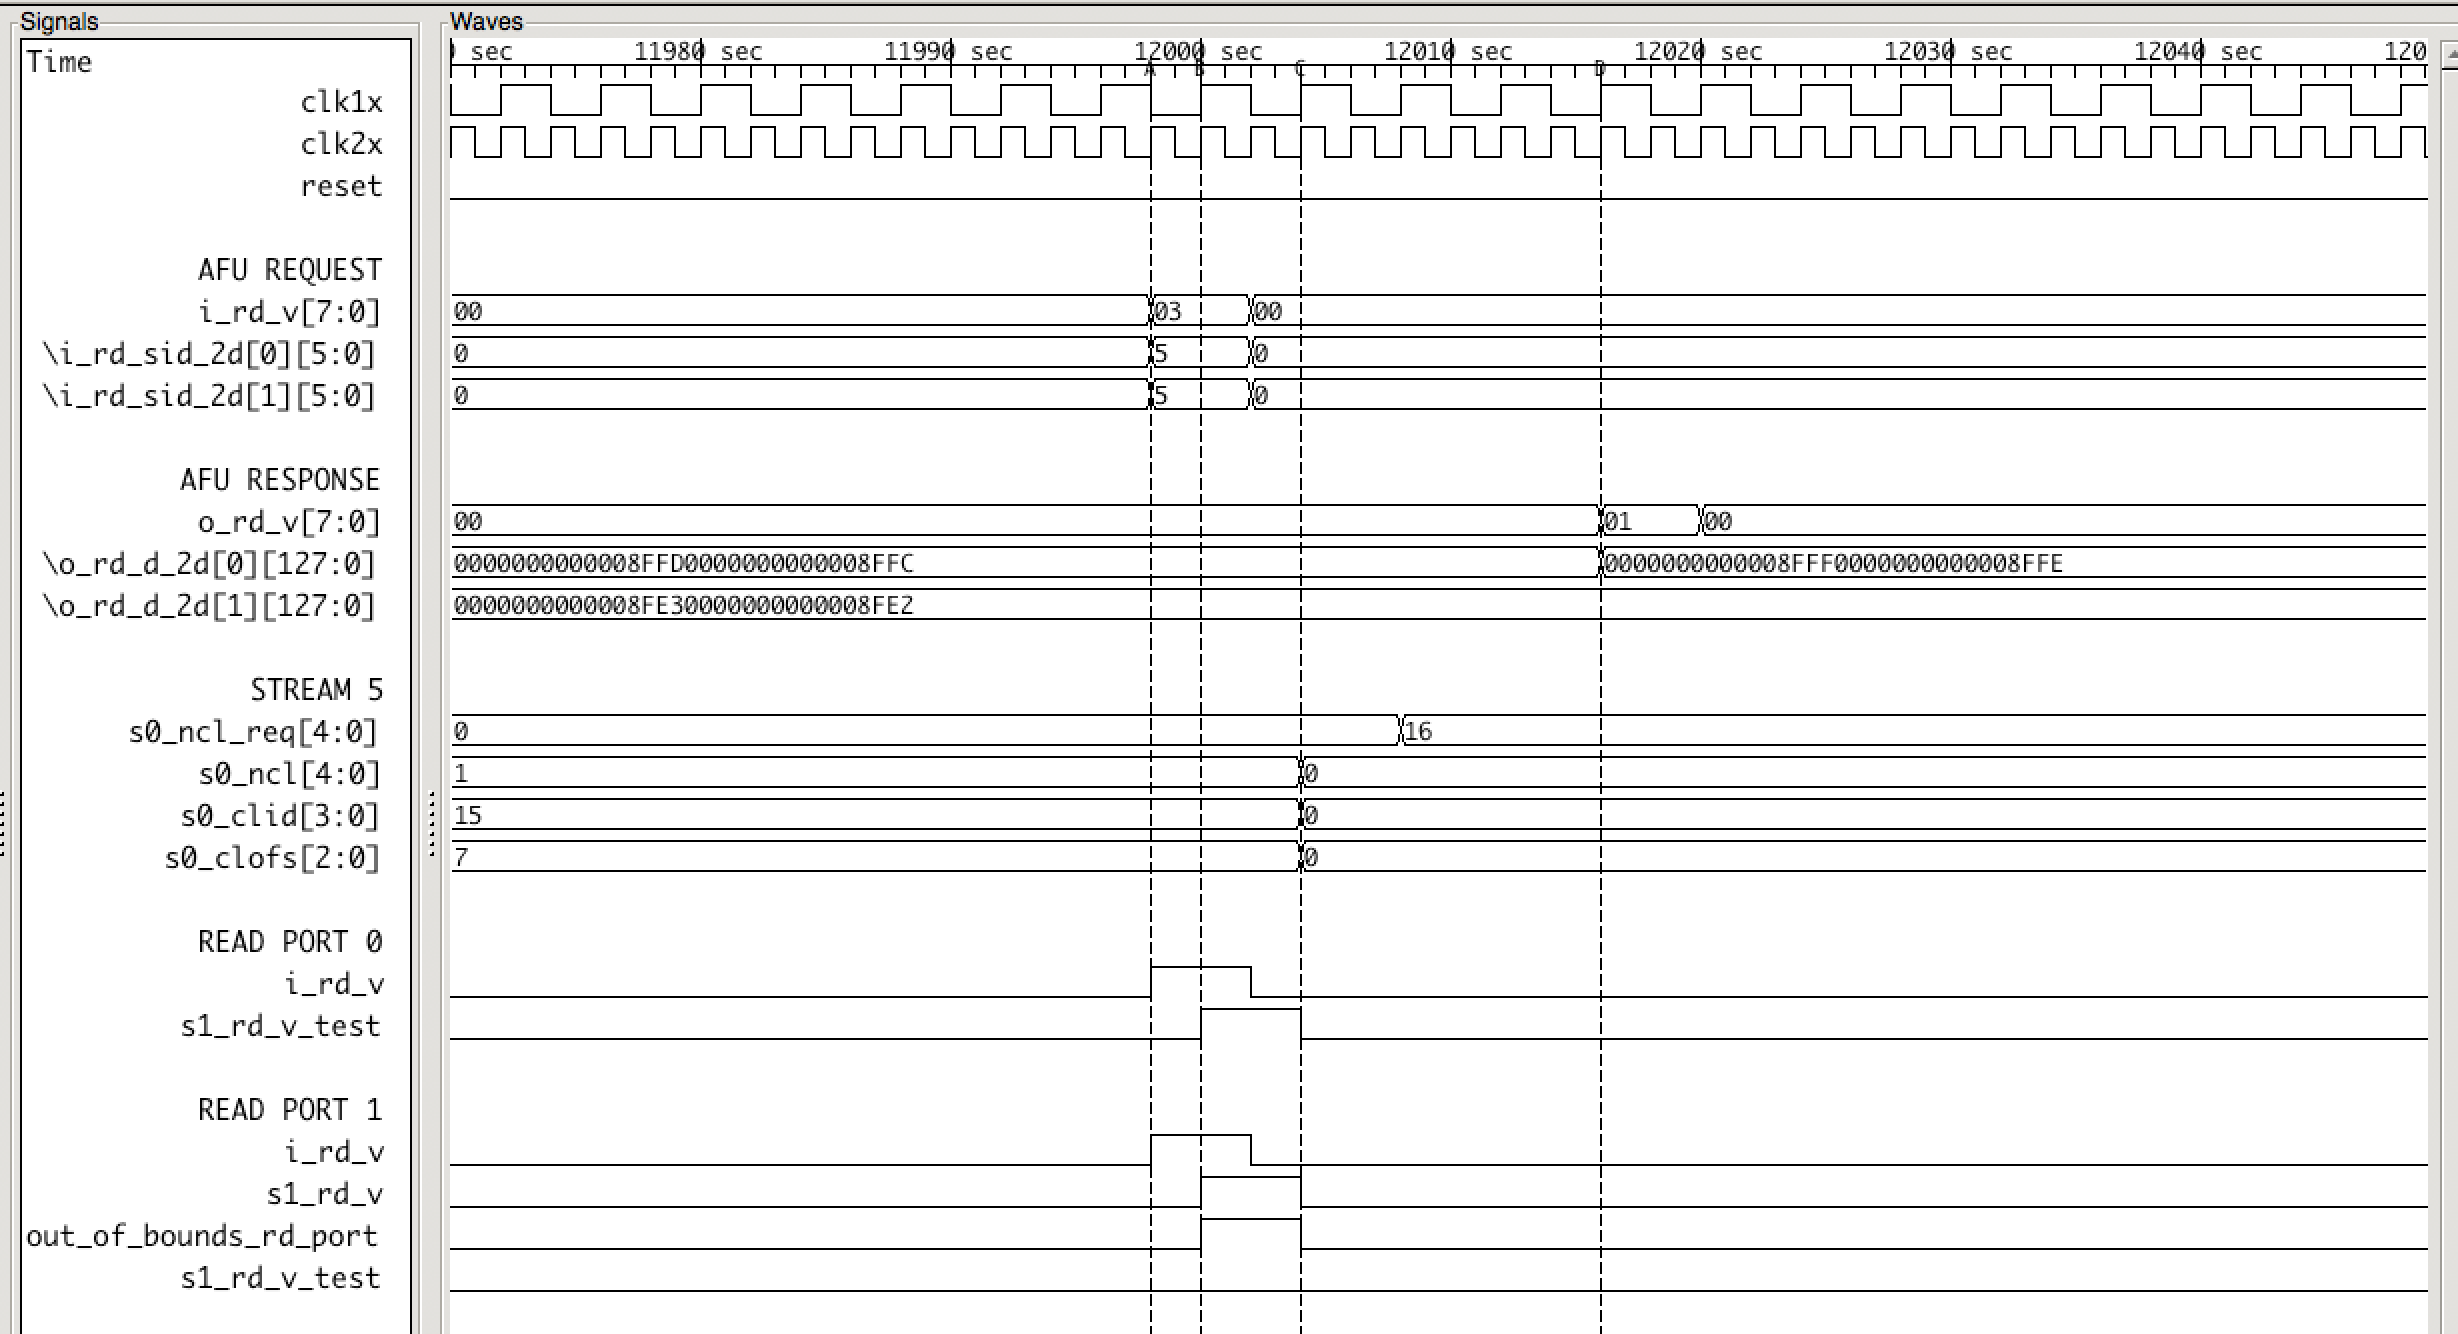 Signals
Waves
Time
) sec 11980 sec 11990 sec 12000 sec 12010 sec 12020 sec 12030 sec 12040 sec 120
A B C D
clk1x
clk2x
reset
AFU REQUEST
i_rd_v[7:0] 00 03 00
\i_rd_sid_2d[0][5:0] 0 5 0
\i_rd_sid_2d[1][5:0] 0 5 0
AFU RESPONSE
o_rd_v[7:0] 00 01 00
\o_rd_d_2d[0][127:0] 0000000000008FFD0000000000008FFC 0000000000008FFF0000000000008FFE
\o_rd_d_2d[1][127:0] 0000000000008FE30000000000008FE2
STREAM 5
s0_ncl_req[4:0] 0 16
s0_ncl[4:0] 1 0
s0_clid[3:0] 15 0
s0_clofs[2:0] 7 0
READ PORT 0
i_rd_v
s1_rd_v_test
READ PORT 1
i_rd_v
s1_rd_v
out_of_bounds_rd_port
s1_rd_v_test